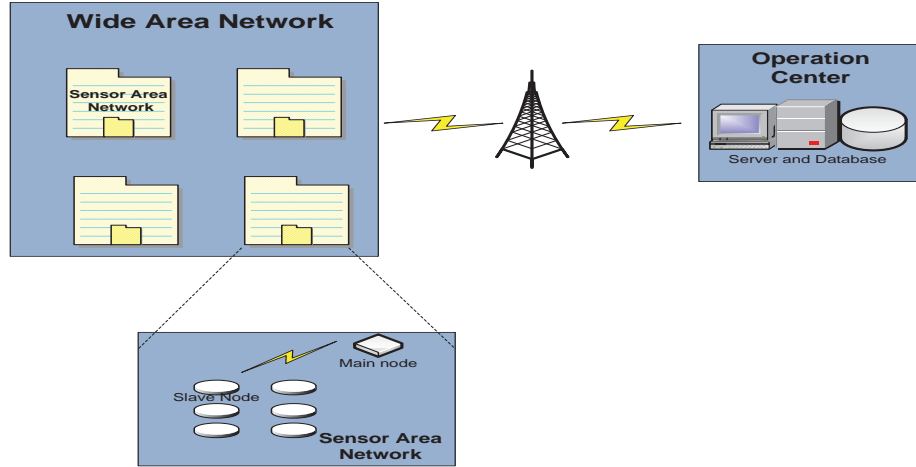 Wide Area Network
Sensor Area
Network
Operation
Center
Server and Database
Main node
Slave Node
Sensor Area
Network